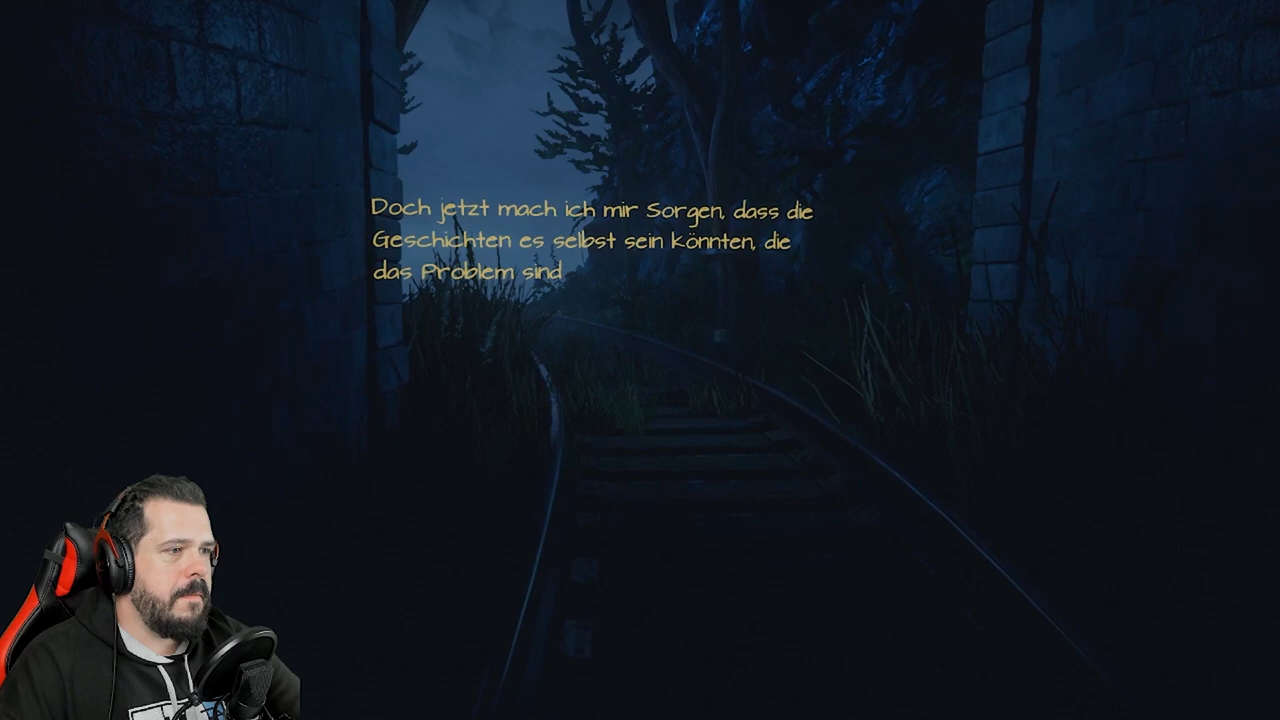 Doch jetzt mach ich mir Sorgen, dass die
Geschichten es selbst sein könnten, die
das Problem sind